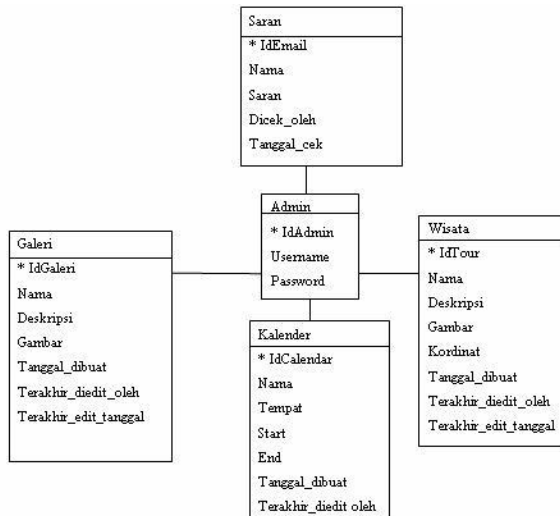 Saran
* IdEmail
Nama
Saran
Dicek_oleh
Tanggal_cek
Admin
* IdAdmin
Username
Password
Galeri
* IdGaleri
Nama
Deskripsi
Gambar
Tanggal_dibuat
Terakhir_diedit_oleh
Terakhir_edit_tanggal
Wisata
* IdTour
Nama
Deskripsi
Gambar
Kordinat
Tanggal_dibuat
Terakhir_diedit_oleh
Terakhir_edit_tanggal
Kalender
* IdCalendar
Nama
Tempat
Start
End
Tanggal_dibuat
Terakhir_diedit oleh